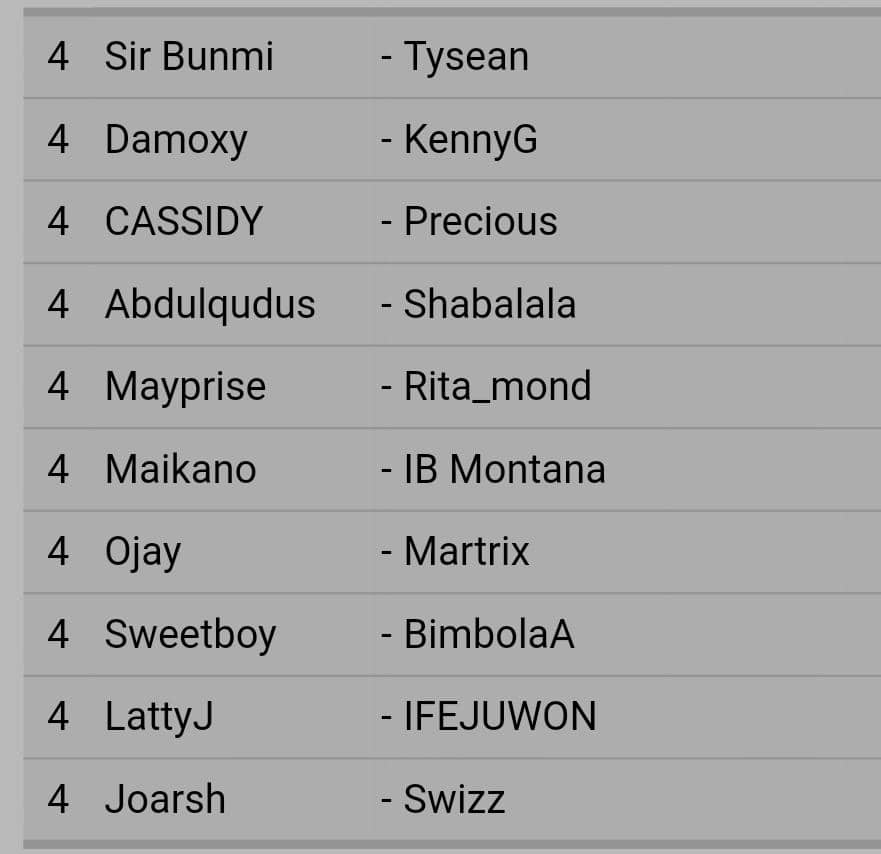 4 Sir Bunmi - Tysean
4 Damoxy - KennyG
4 CASSIDY - Precious
4 Abdulqudus - Shabalala
4 Mayprise - Rita_mond
4 Maikano - IB Montana
4 Ojay - Martrix
4 Sweetboy - BimbolaA
4 LattyJ - IFEJUWON
4 Joarsh - Swizz